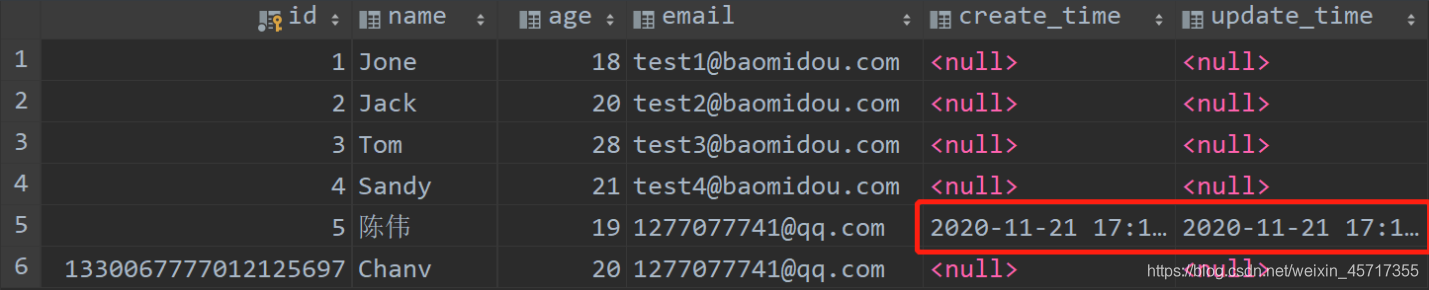 id name age email create_time update_time
1 1 Jone 18 test1@baomidou.com <null> <null>
2 2 Jack 20 test2@baomidou.com <null> <null>
3 3 Tom 28 test3@baomidou.com <null> <null>
4 4 Sandy 21 test4@baomidou.com <null> <null>
5 5 陈伟 19 1277077741@qq.com 2020-11-21 17:1… 2020-11-21 17:1…
6 1330067777012125697 Chanv 20 1277077741@qq.com <null> <null>
https://blog.csdn.net/weixin_45717355